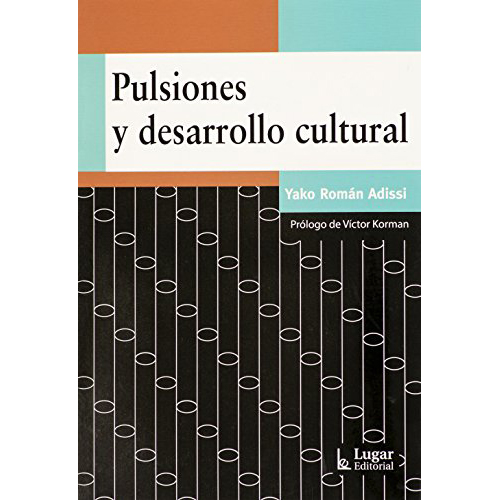 Pulsiones
y desarrollo cultural
Yako Román Adissi
Prólogo de Víctor Korman
Lugar
Editorial